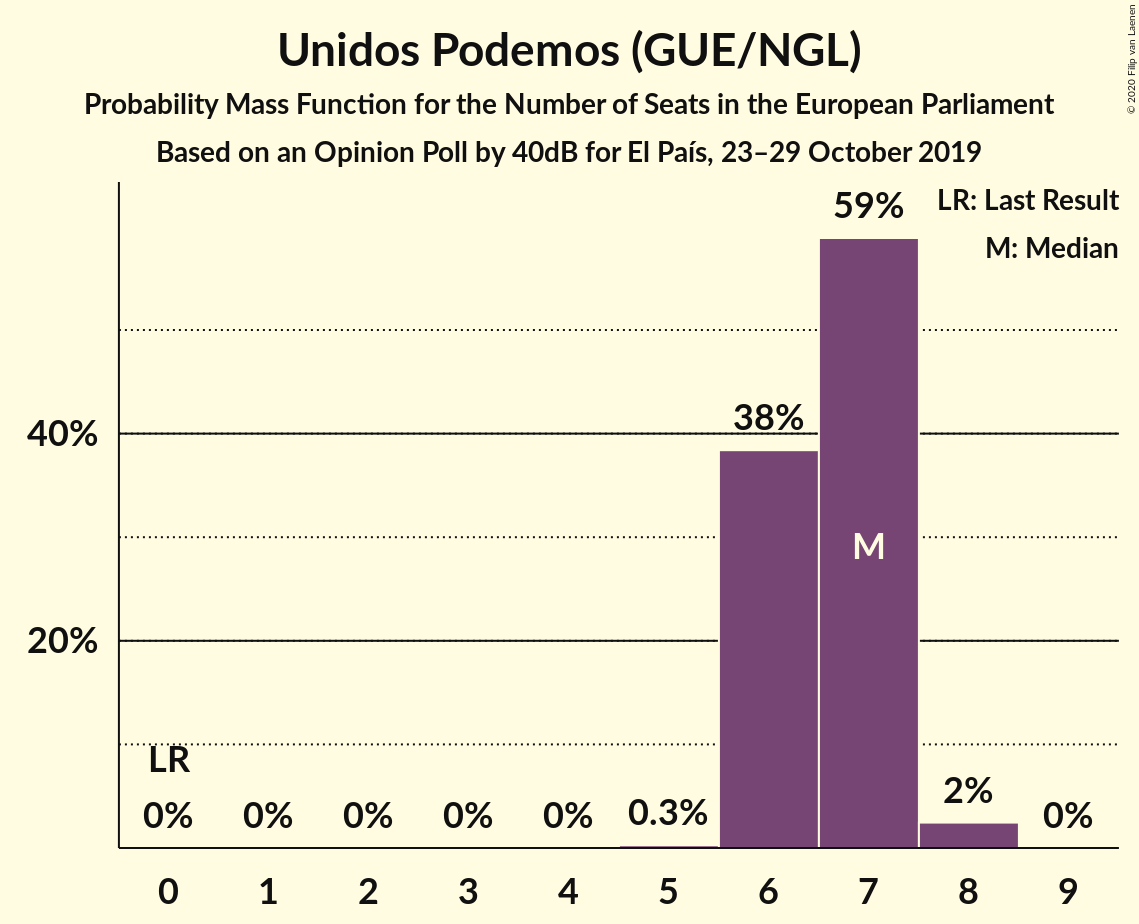 Unidos Podemos (GUE/NGL)
Probability Mass Function for the Number of Seats in the European Parliament
Based on an Opinion Poll by 40dB for El País, 23–29 October 2019
© 2020 Filip van Laenen
LR: Last Result
M: Median
59%
40%
38%
M
20%
LR
0% 0% 0% 0% 0% 0.3% 2% 0%
0 1 2 3 4 5 6 7 8 9